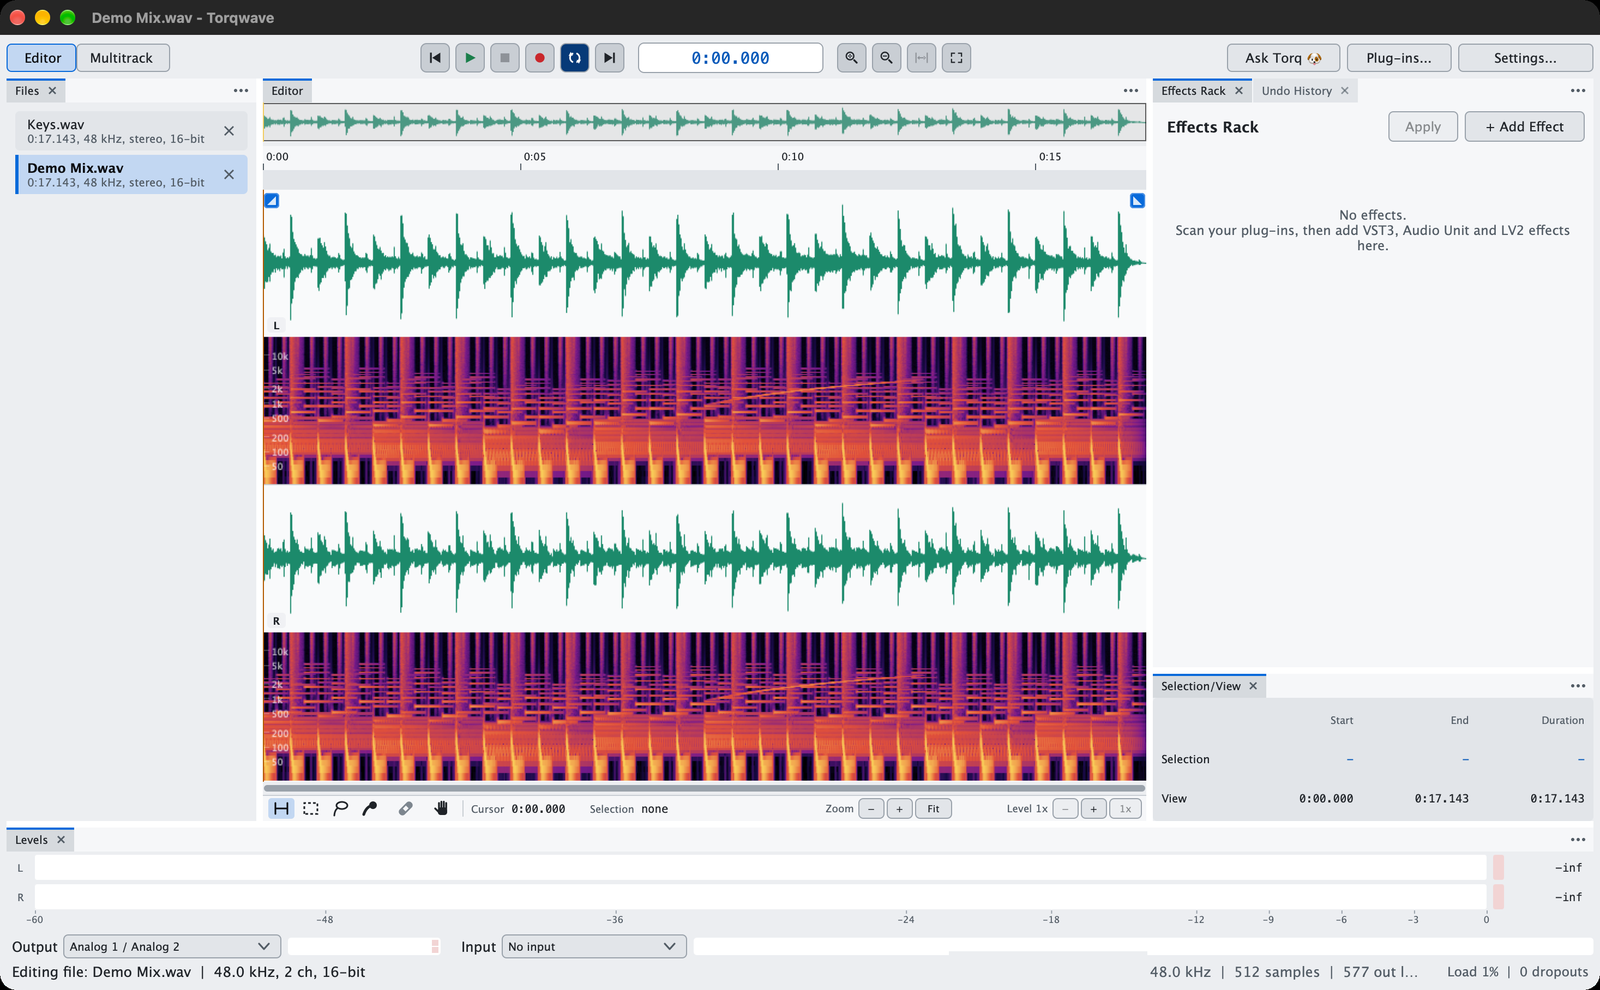 Demo Mix.wav - Torqwave
Editor Multitrack 0:00.000 Ask Torq Plug-ins... Settings...
Files
Keys.wav
0:17.143, 48 kHz, stereo, 16-bit
Demo Mix.wav
0:17.143, 48 kHz, stereo, 16-bit
Editor
0:00 0:05 0:10 0:15
L
10k
5k
2k
1k
500
200
100
50
R
10k
5k
2k
1k
500
200
100
50
Cursor 0:00.000 Selection none Zoom − + Fit Level 1x − + 1x
Effects Rack Undo History
Effects Rack Apply + Add Effect
No effects.
Scan your plug-ins, then add VST3, Audio Unit and LV2 effects
here.
Selection/View
Start End Duration
Selection – – –
View 0:00.000 0:17.143 0:17.143
Levels
L -inf
R -inf
-60 -48 -36 -24 -18 -12 -9 -6 -3 0
Output Analog 1 / Analog 2 Input No input
Editing file: Demo Mix.wav | 48.0 kHz, 2 ch, 16-bit 48.0 kHz | 512 samples | 577 out l... Load 1% | 0 dropouts